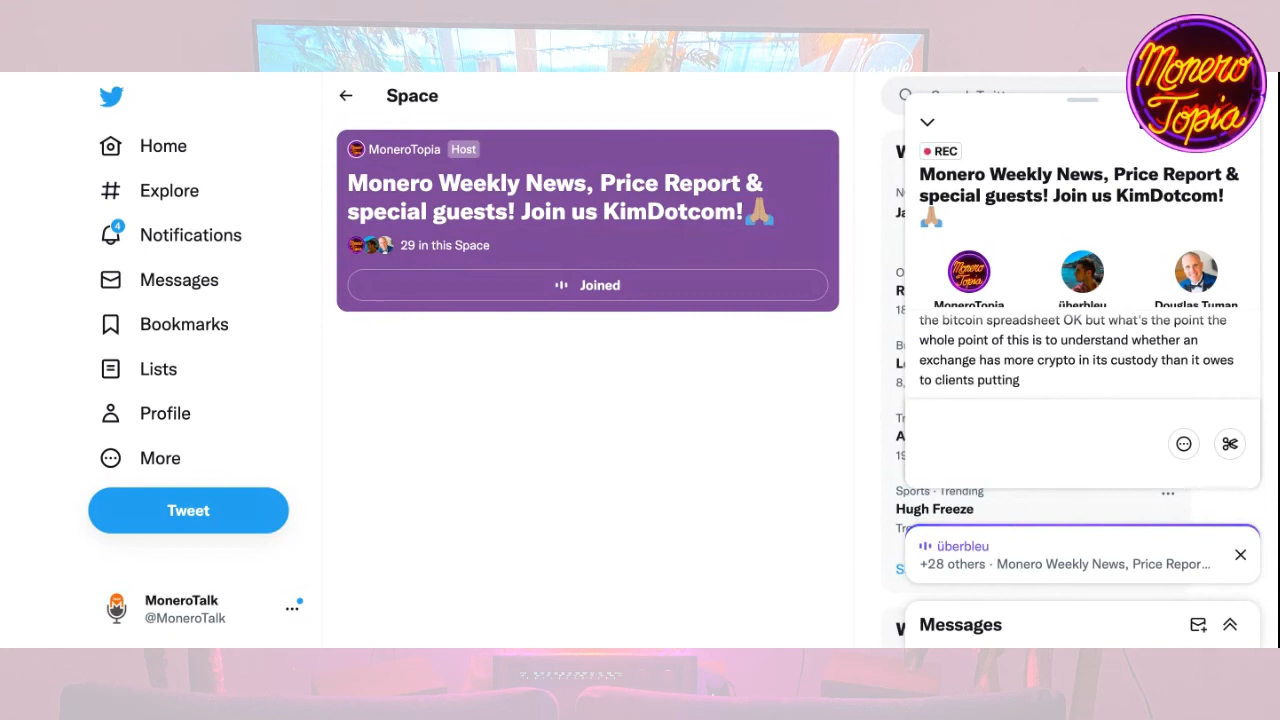 Monero
Topia
Home
Explore
4
Notifications
Messages
Bookmarks
Lists
Profile
More
Tweet
MoneroTalk
@MoneroTalk
Space
MoneroTopia Host
Monero Weekly News, Price Report &
special guests! Join us KimDotcom!🙏🏽
29 in this Space
Joined
REC
Monero Weekly News, Price Report &
special guests! Join us KimDotcom!
🙏🏽
MoneroTopia
überbleu
Douglas Tuman
the bitcoin spreadsheet OK but what's the point the
whole point of this is to understand whether an
exchange has more crypto in its custody than it owes
to clients putting
Sports · Trending
Hugh Freeze
überbleu
+28 others · Monero Weekly News, Price Repor...
Messages